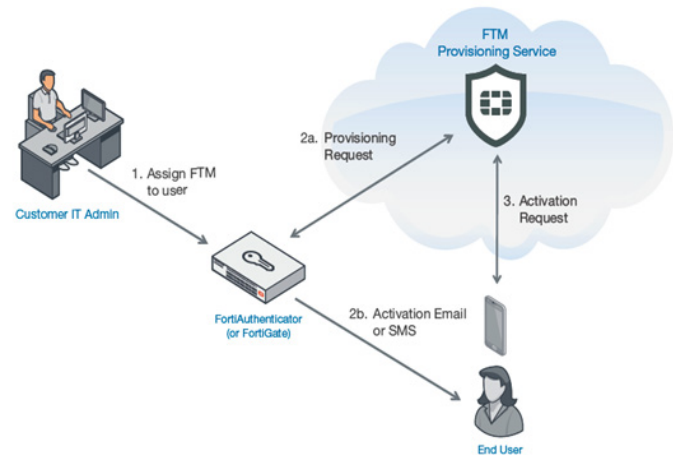 FTM
Provisioning Service
2a. Provisioning
Request
1. Assign FTM
to user
3. Activation
Request
Customer IT Admin
2b. Activation Email
or SMS
FortiAuthenticator
(or FortiGate)
End User